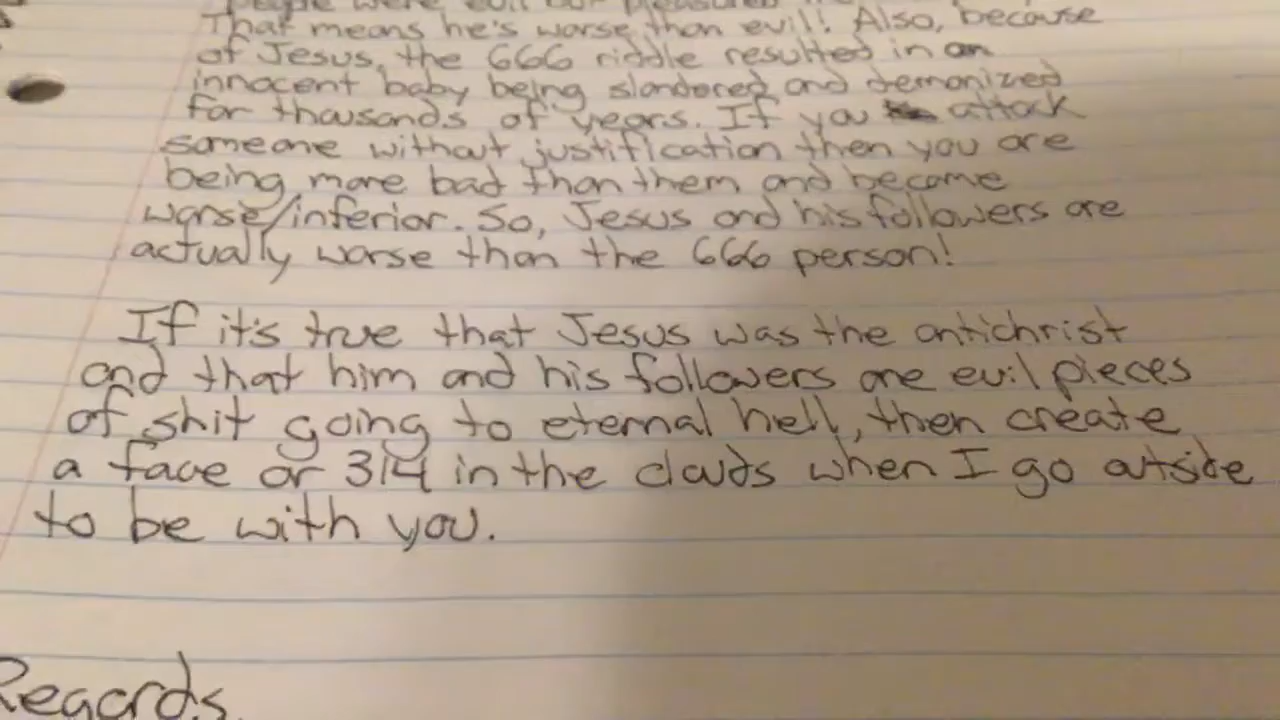 people were evil our pleasures
That means he's worse than evil! Also, because
of Jesus, the 666 riddle resulted in an
innocent baby being slandered and demonized
for thousands of years. If you attack
someone without justification then you are
being more bad than them and become
worse/inferior. So, Jesus and his followers are
actually worse than the 666 person!
If it's true that Jesus was the antichrist
and that him and his followers are evil pieces
of shit going to eternal hell, then create
a face or 314 in the clouds when I go outside
to be with you.
Regards,